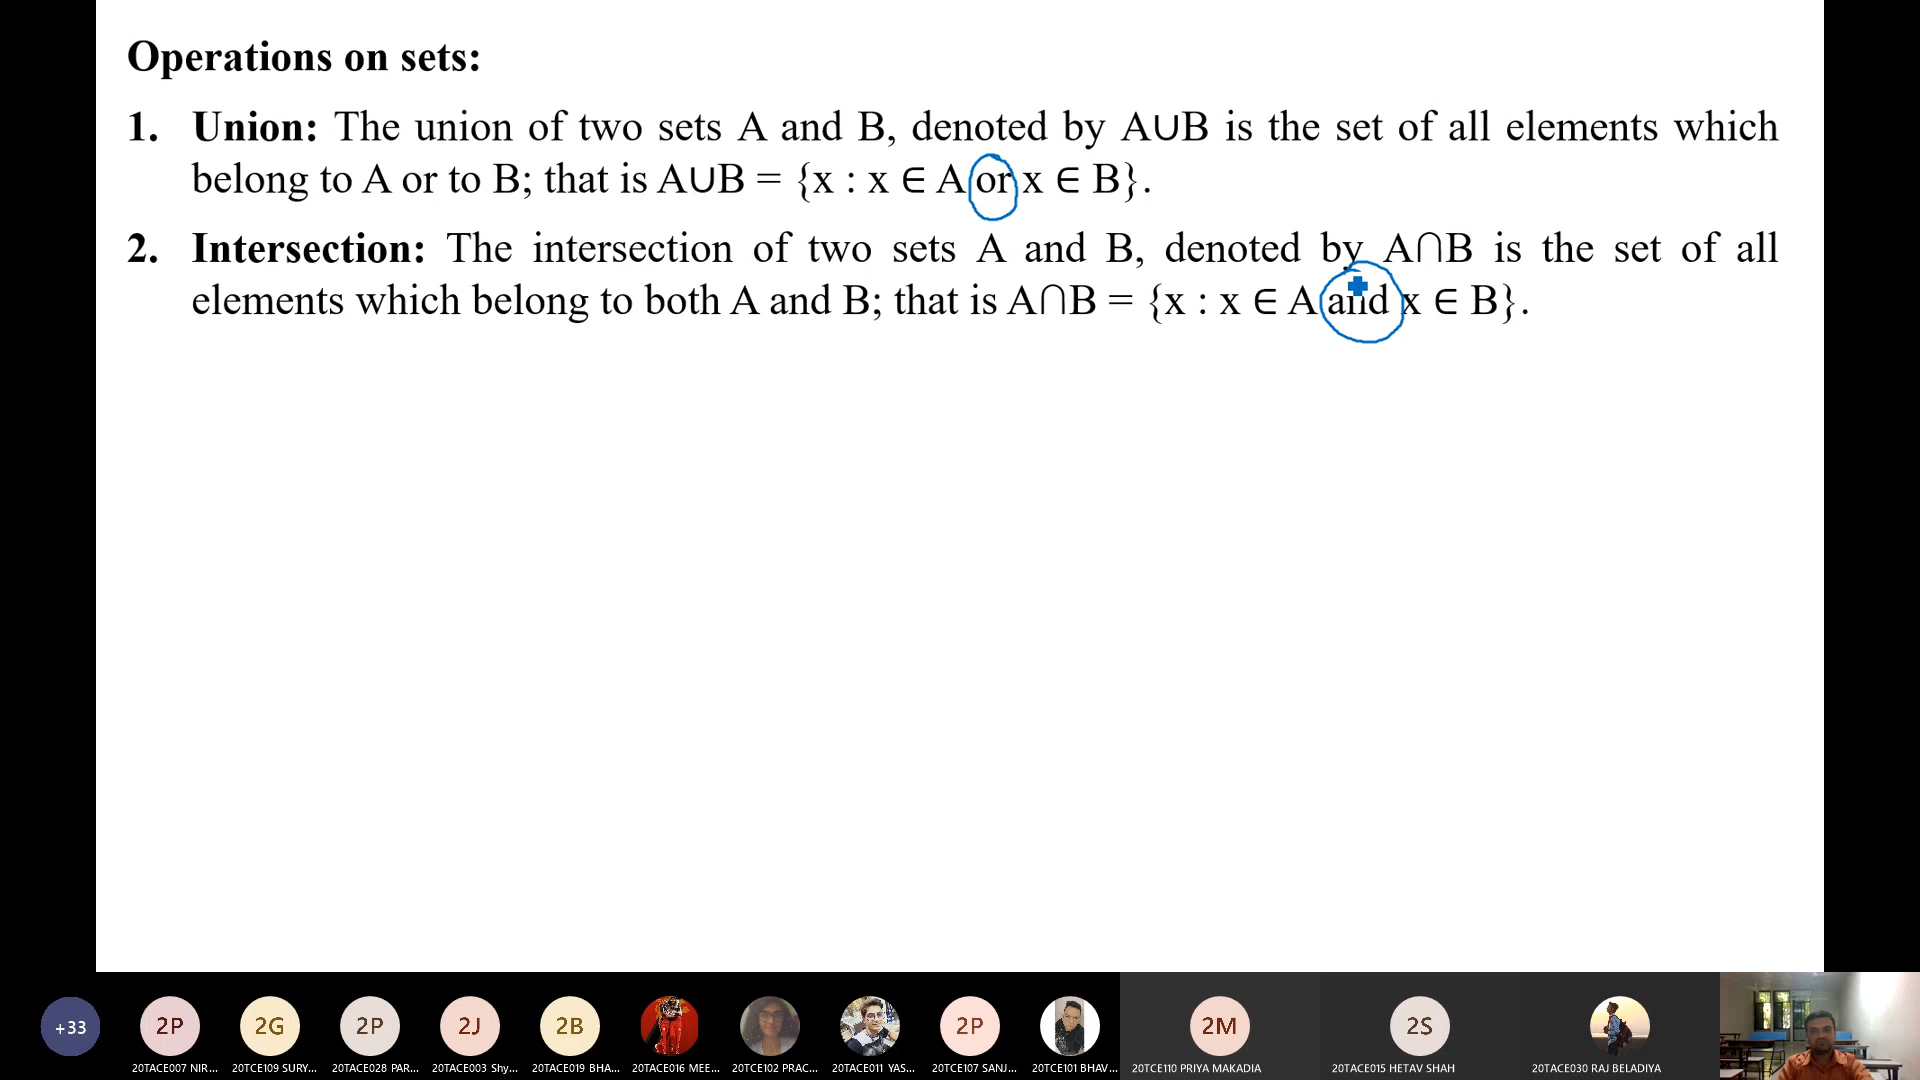 Operations on sets:
1. Union: The union of two sets A and B, denoted by A∪B is the set of all elements which
belong to A or to B; that is A∪B = {x : x ∈ A or x ∈ B}.
2. Intersection: The intersection of two sets A and B, denoted by A∩B is the set of all
elements which belong to both A and B; that is A∩B = {x : x ∈ A and x ∈ B}.
+33 2P 2G 2P 2J 2B 2P 2M 2S
20TACE007 NIR... 20TCE109 SURY... 20TACE028 PAR... 20TACE003 Shy... 20TACE019 BHA... 20TACE016 MEE... 20TCE102 PRAC... 20TACE011 YAS... 20TCE107 SANJ... 20TCE101 BHAV... 20TCE110 PRIYA MAKADIA 20TACE015 HETAV SHAH 20TACE030 RAJ BELADIYA